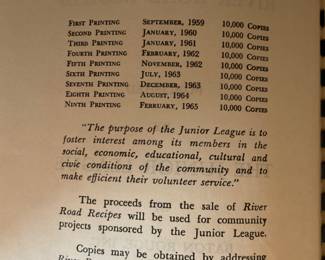 FIRST PRINTING SEPTEMBER, 1959 10,000 COPIES
SECOND PRINTING JANUARY, 1960 10,000 COPIES
THIRD PRINTING JANUARY, 1961 10,000 COPIES
FOURTH PRINTING FEBRUARY, 1962 10,000 COPIES
FIFTH PRINTING NOVEMBER, 1962 10,000 COPIES
SIXTH PRINTING JULY, 1963 10,000 COPIES
SEVENTH PRINTING DECEMBER, 1963 10,000 COPIES
EIGHTH PRINTING AUGUST, 1964 10,000 COPIES
NINTH PRINTING FEBRUARY, 1965 10,000 COPIES
"The purpose of the Junior League is to
foster interest among its members in the
social, economic, educational, cultural and
civic conditions of the community and to
make efficient their volunteer service."
The proceeds from the sale of River
Road Recipes will be used for community
projects sponsored by the Junior League.
Copies may be obtained by addressing